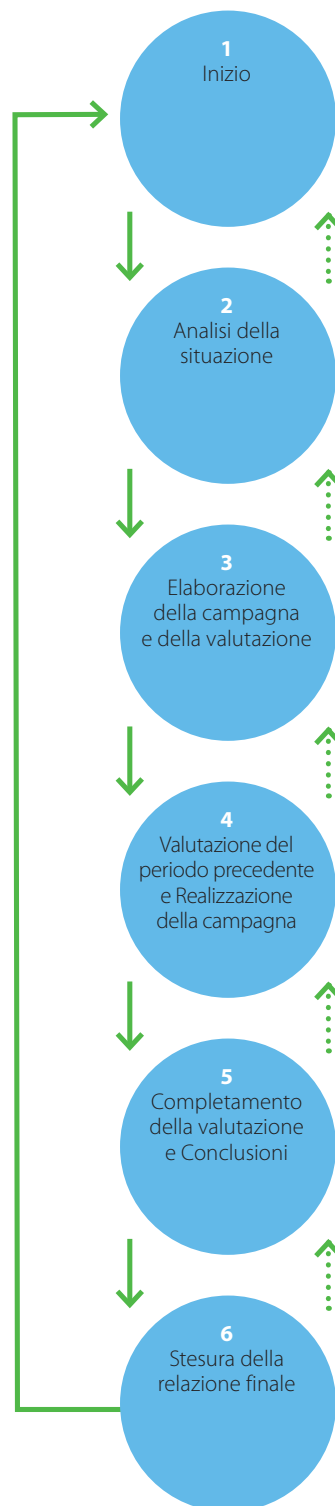 1
Inizio
2
Analisi della
situazione
3
Elaborazione
della campagna
e della valutazione
4
Valutazione del
periodo precedente
e Realizzazione
della campagna
5
Completamento
della valutazione
e Conclusioni
6
Stesura della
relazione finale